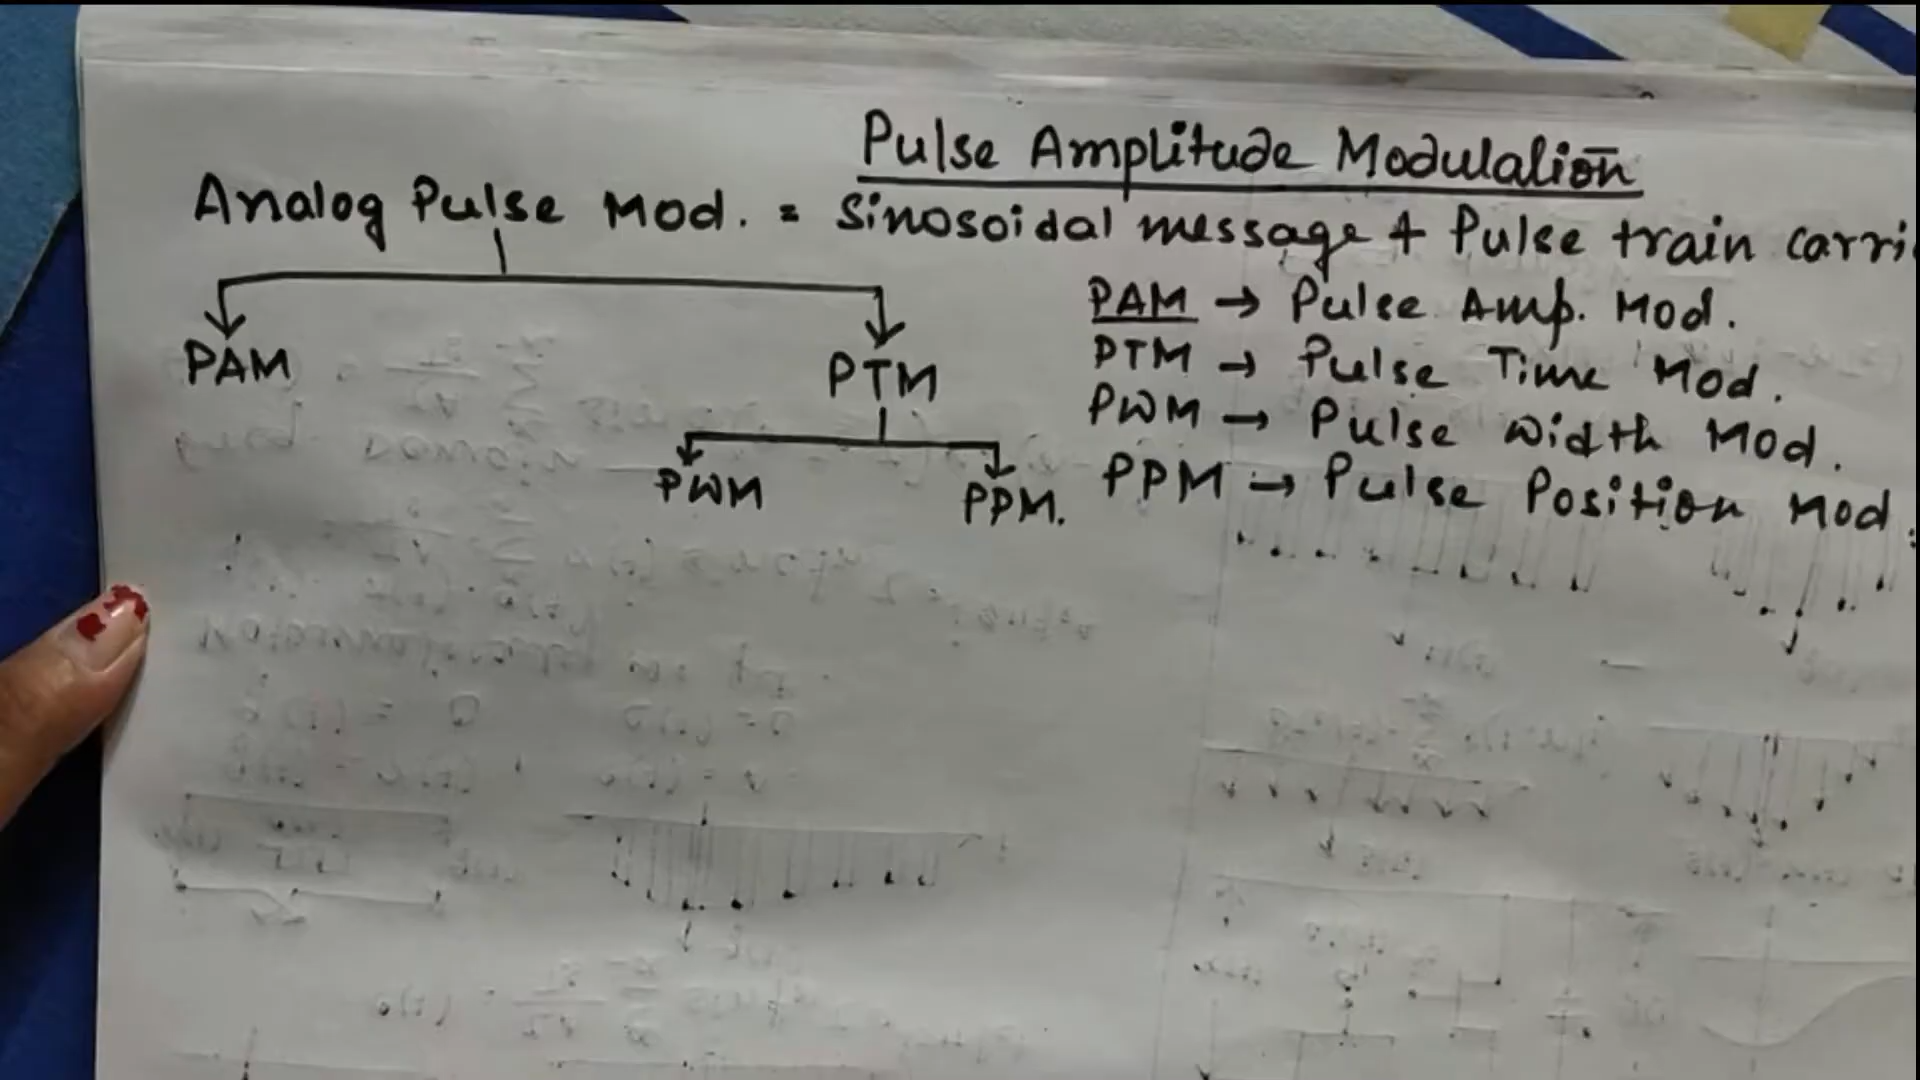 Pulse Amplitude Modulation
Analog Pulse Mod. = Sinosoidal message + Pulse train carri
PAM PTM
PWM PPM.
PAM → Pulse Amp. Mod.
PTM → Pulse Time Mod.
PWM → Pulse Width Mod.
PPM → Pulse Position Mod.